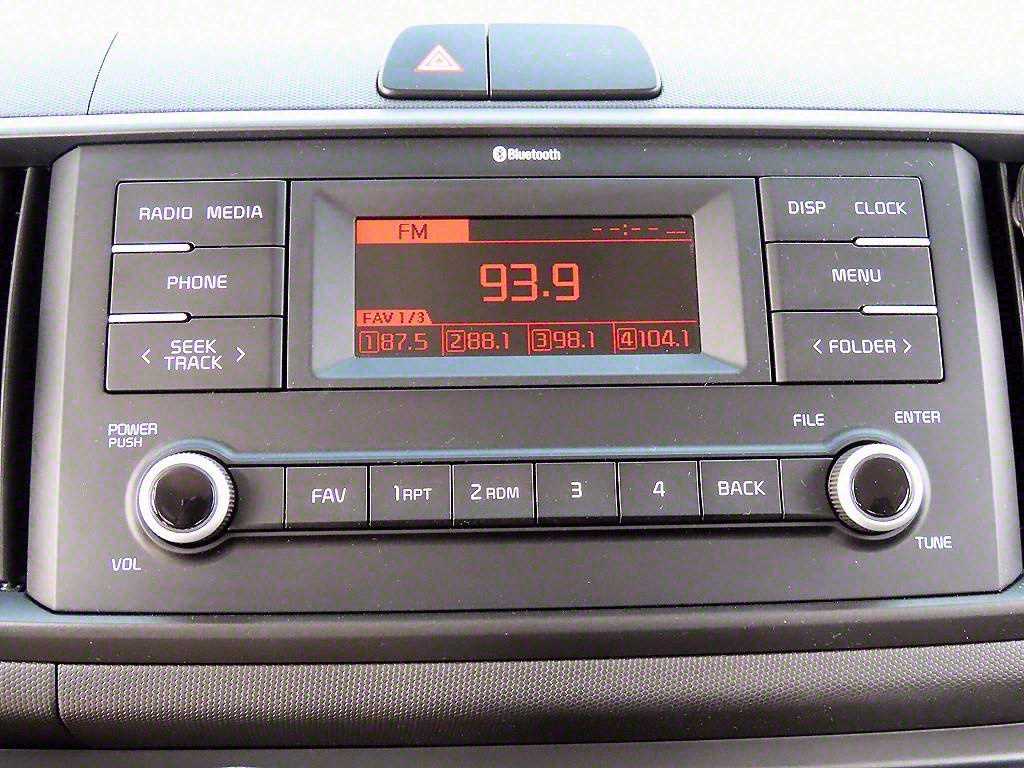 Bluetooth
RADIO MEDIA
PHONE
< SEEK >
TRACK
FM --:-- __
93.9
FAV 1/3
1 87.5 2 88.1 3 98.1 4 104.1
DISP CLOCK
MENU
< FOLDER >
POWER
PUSH
VOL
FAV 1 RPT 2 RDM 3 4 BACK
FILE ENTER
TUNE